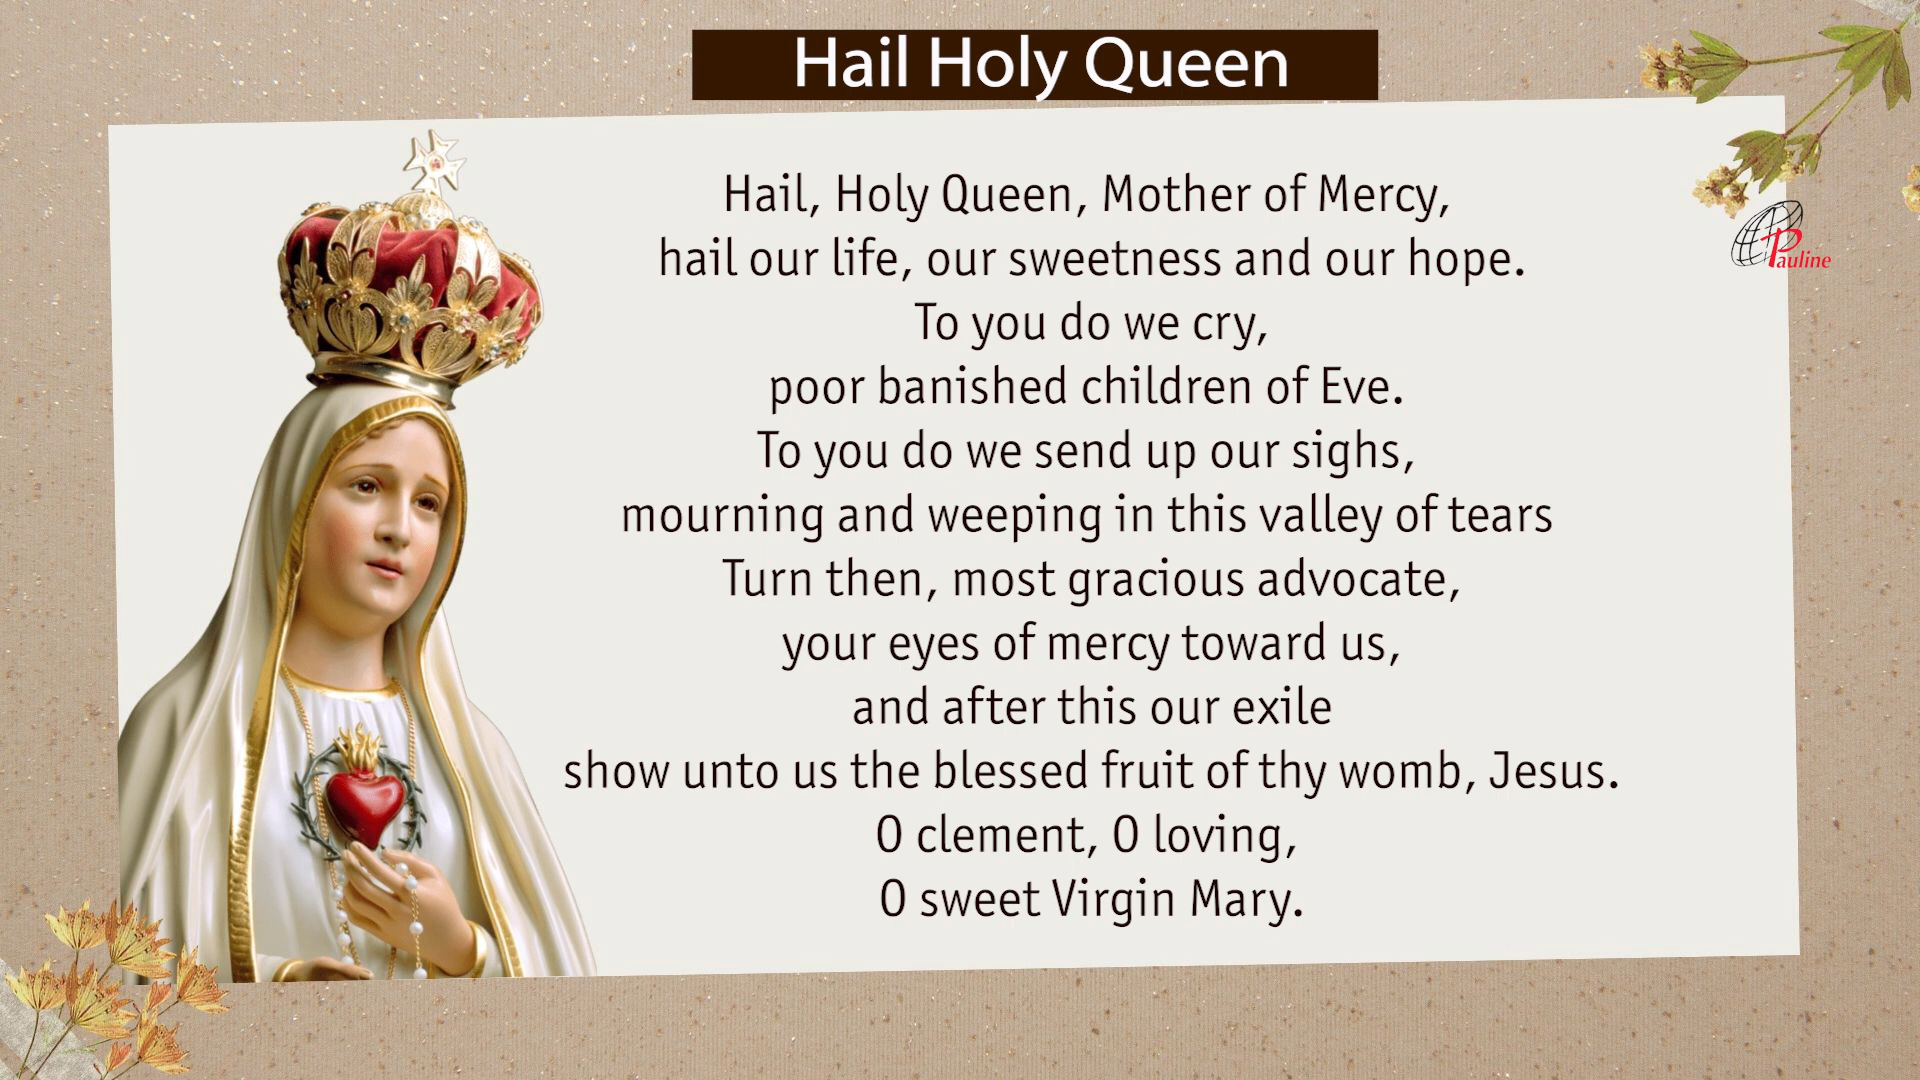 Hail Holy Queen
Hail, Holy Queen, Mother of Mercy,
hail our life, our sweetness and our hope.
To you do we cry,
poor banished children of Eve.
To you do we send up our sighs,
mourning and weeping in this valley of tears
Turn then, most gracious advocate,
your eyes of mercy toward us,
and after this our exile
show unto us the blessed fruit of thy womb, Jesus.
O clement, O loving,
O sweet Virgin Mary.
Pauline